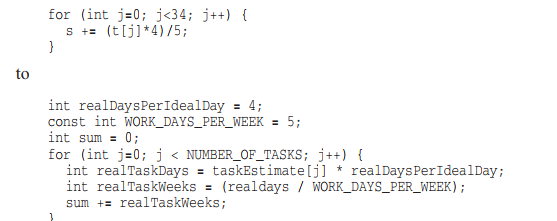 for (int j=0; j<34; j++) {
s += (t[j]*4)/5;
}
to
int realDaysPerIdealDay = 4;
const int WORK_DAYS_PER_WEEK = 5;
int sum = 0;
for (int j=0; j < NUMBER_OF_TASKS; j++) {
int realTaskDays = taskEstimate[j] * realDaysPerIdealDay;
int realTaskWeeks = (realdays / WORK_DAYS_PER_WEEK);
sum += realTaskWeeks;
}